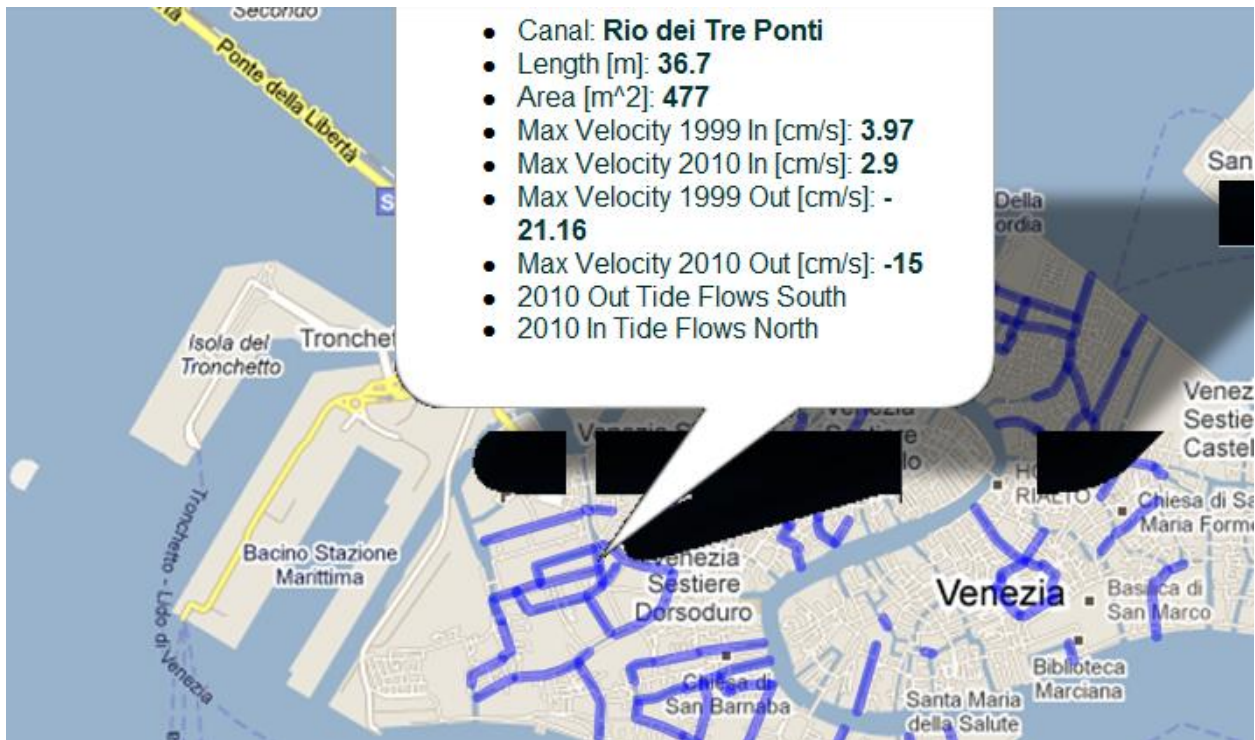 Secondo
Ponte della Libertà
S
• Canal: Rio dei Tre Ponti
• Length [m]: 36.7
• Area [m^2]: 477
• Max Velocity 1999 In [cm/s]: 3.97
• Max Velocity 2010 In [cm/s]: 2.9
• Max Velocity 1999 Out [cm/s]: -
21.16
• Max Velocity 2010 Out [cm/s]: -15
• 2010 Out Tide Flows South
• 2010 In Tide Flows North
San
Della
ordia
Isola del
Tronchetto
Tronchet
Venez
Sestie
Castel
Venezia
RIALTO
Chiesa di Sa
Maria Forme
Tronchetto - Lido di Venezia
Bacino Stazione
Marittima
Venezia
Sestiere
Dorsoduro
Venezia
Basilica di
San Marco
Biblioteca
Marciana
Chiesa di
San Barnaba
Santa Maria
della Salute